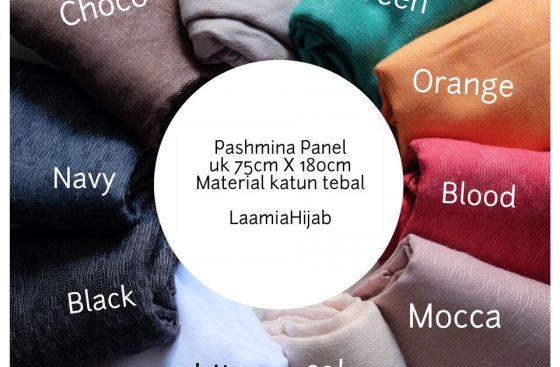 Choco
Orange
Pashmina Panel
uk 75cm X 180cm
Material katun tebal
LaamiaHijab
Navy
Blood
Black
Mocca